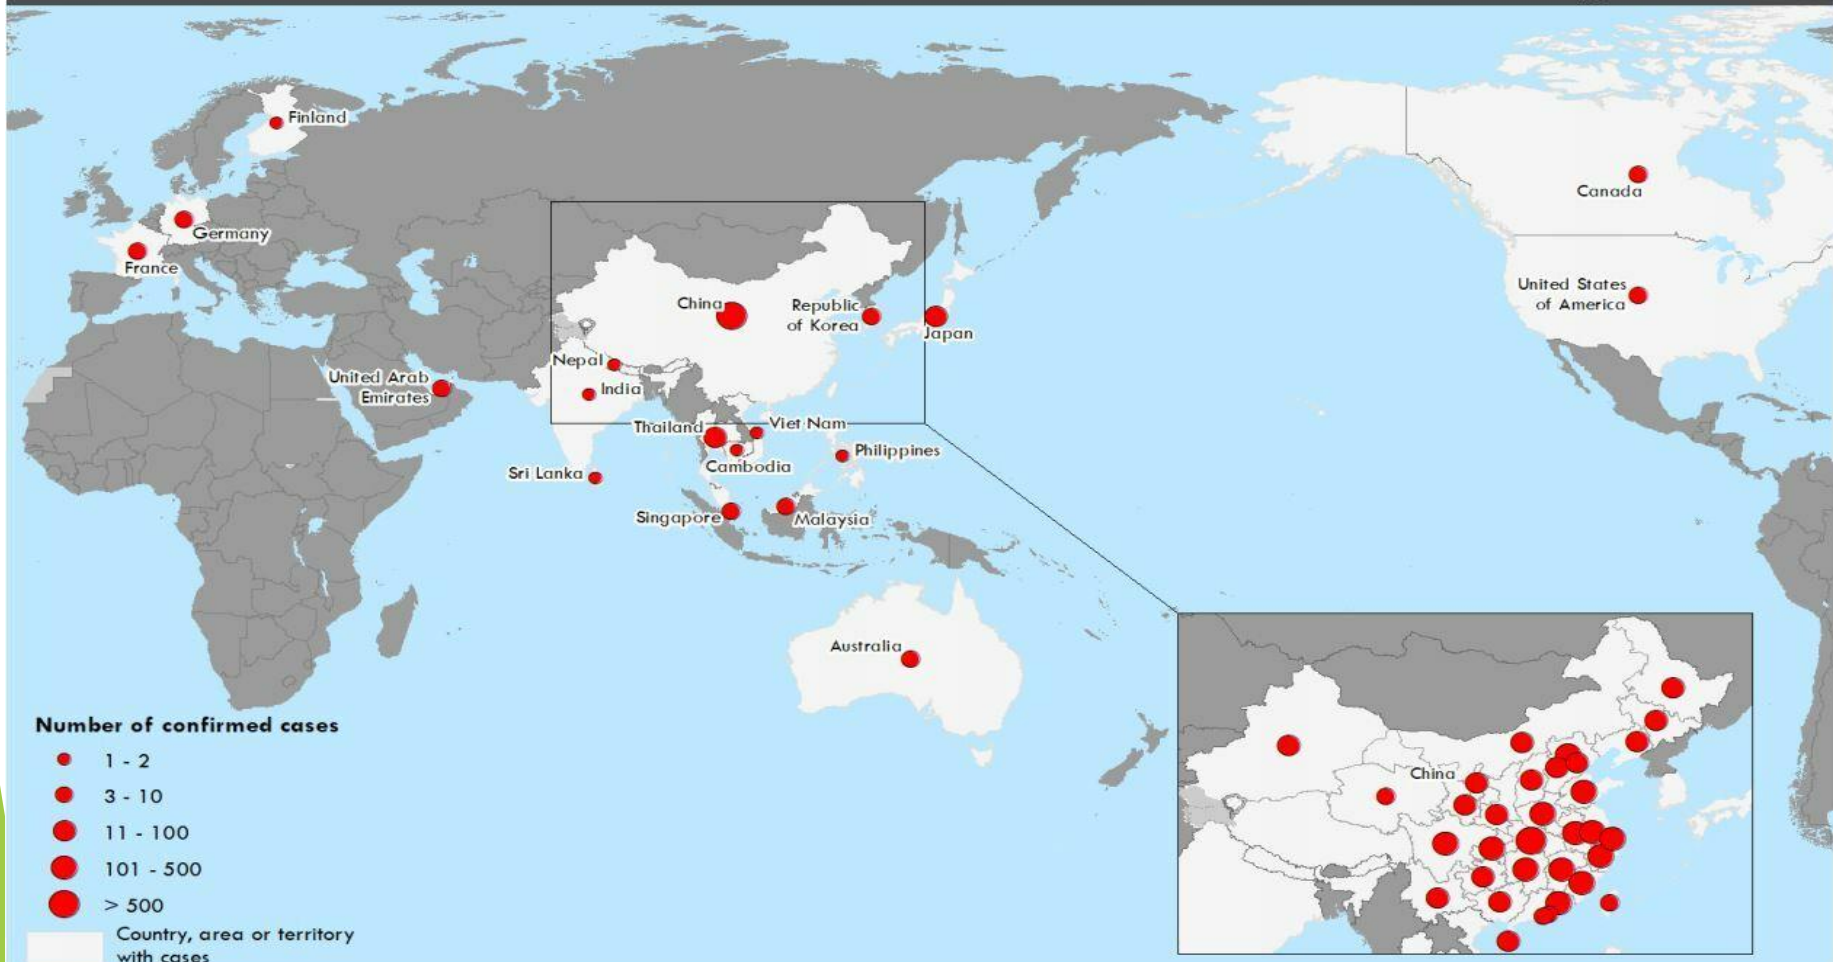 Finland
Canada
Germany
France
United States
of America
China
Republic
of Korea
Japan
Nepal
United Arab
Emirates
India
Thailand
Viet Nam
Philippines
Cambodia
Sri Lanka
Singapore
Malaysia
Australia
China
Number of confirmed cases
1 - 2
3 - 10
11 - 100
101 - 500
> 500
Country, area or territory
with cases